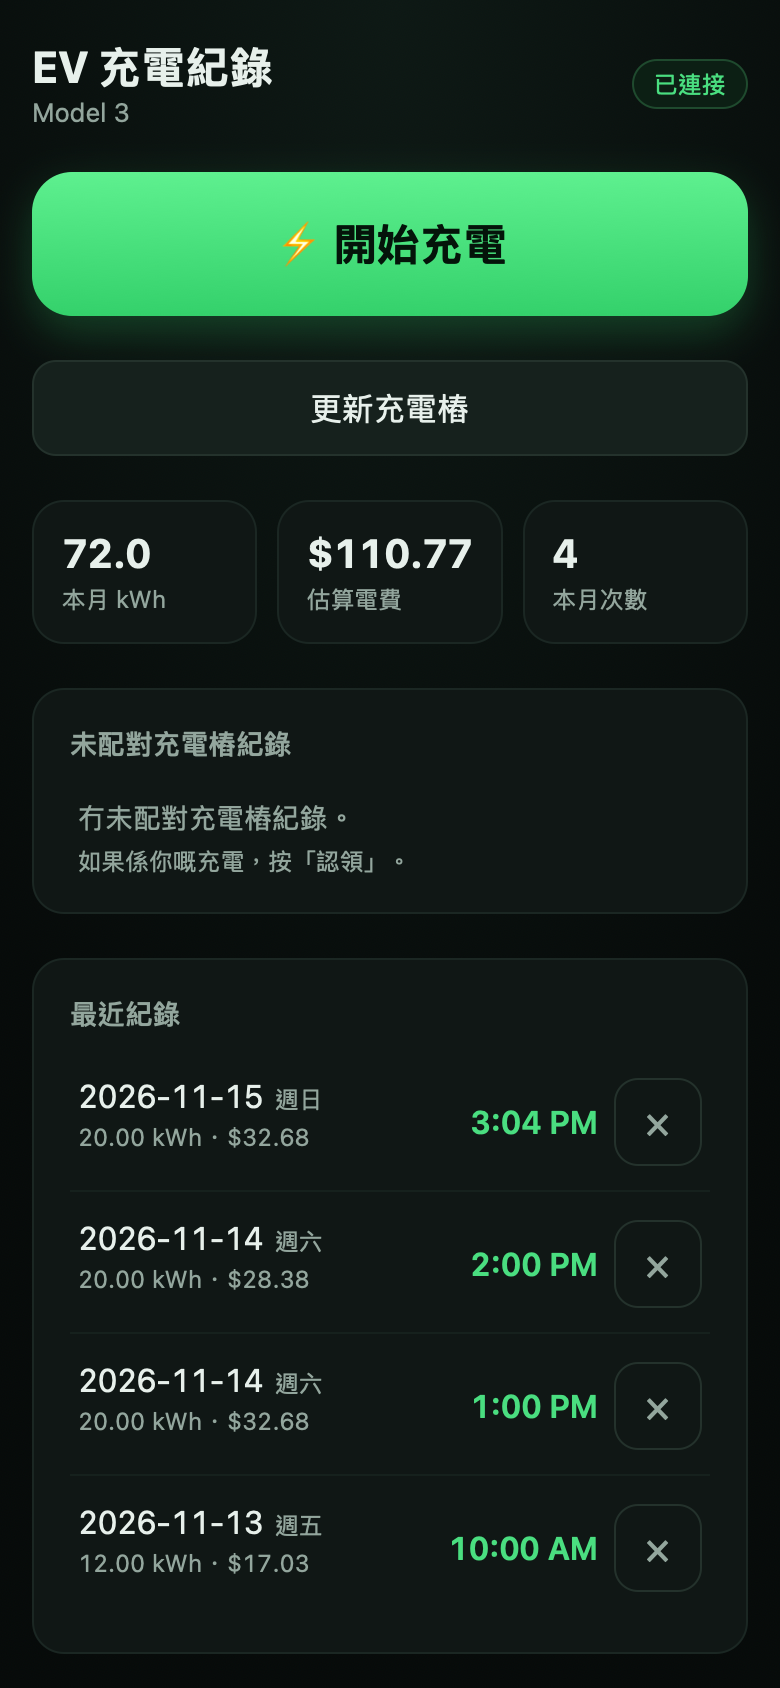 EV 充電紀錄
Model 3
已連接
⚡ 開始充電
更新充電樁
72.0
本月 kWh
$110.77
估算電費
4
本月次數
未配對充電樁紀錄
冇未配對充電樁紀錄。
如果係你嘅充電，按「認領」。
最近紀錄
2026-11-15 週日
20.00 kWh · $32.68
3:04 PM
×
2026-11-14 週六
20.00 kWh · $28.38
2:00 PM
×
2026-11-14 週六
20.00 kWh · $32.68
1:00 PM
×
2026-11-13 週五
12.00 kWh · $17.03
10:00 AM
×